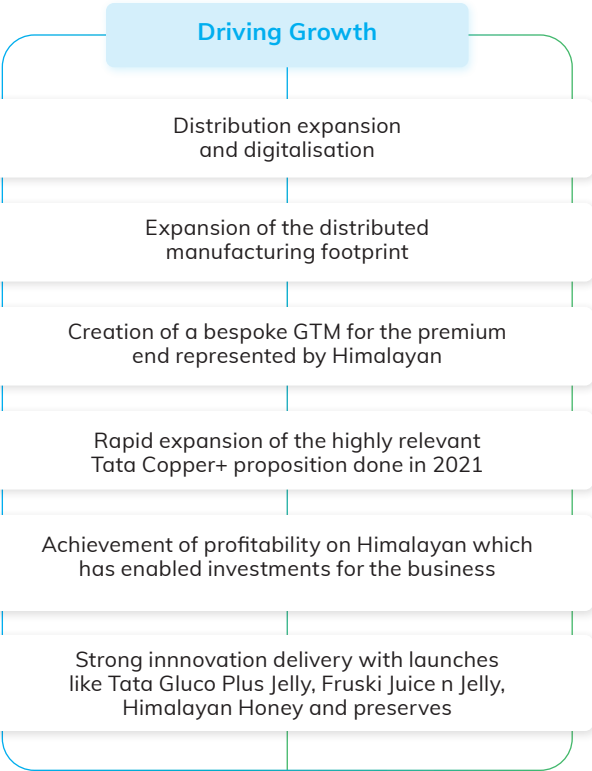 Driving Growth
Distribution expansion
and digitalisation
Expansion of the distributed
manufacturing footprint
Creation of a bespoke GTM for the premium
end represented by Himalayan
Rapid expansion of the highly relevant
Tata Copper+ proposition done in 2021
Achievement of profitability on Himalayan which
has enabled investments for the business
Strong innnovation delivery with launches
like Tata Gluco Plus Jelly, Fruski Juice n Jelly,
Himalayan Honey and preserves